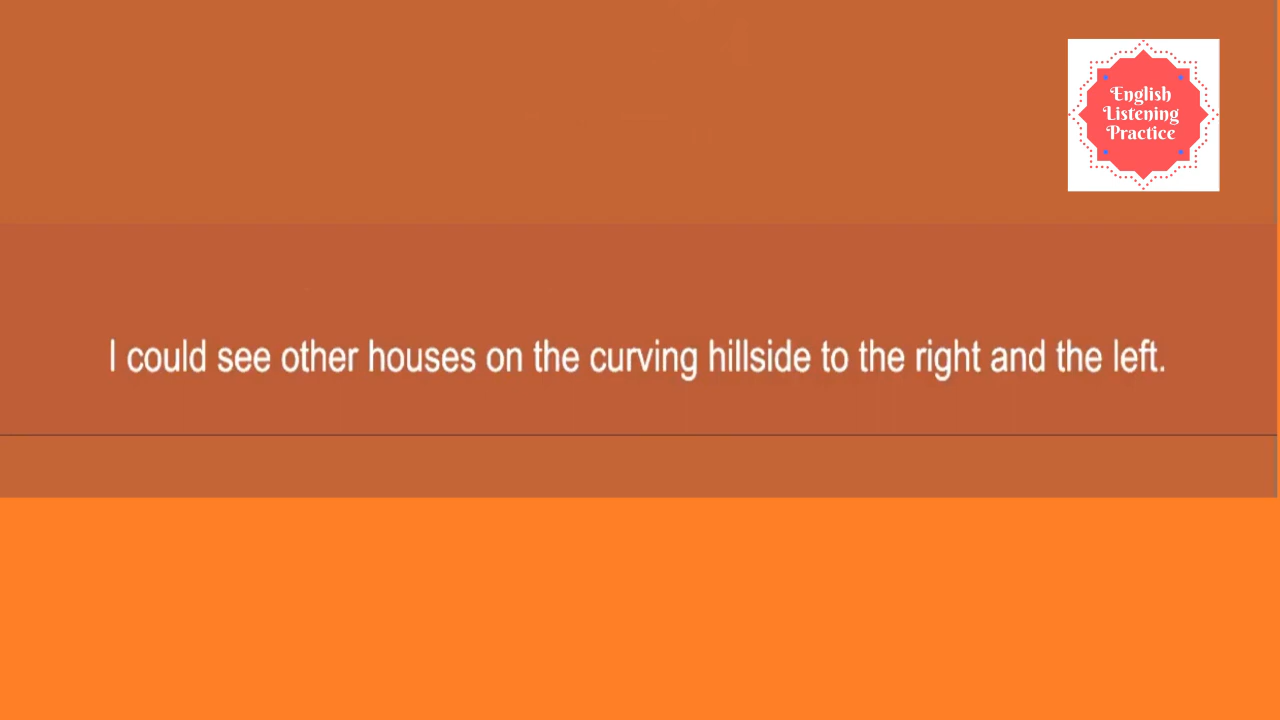 English
Listening
Practice
I could see other houses on the curving hillside to the right and the left.